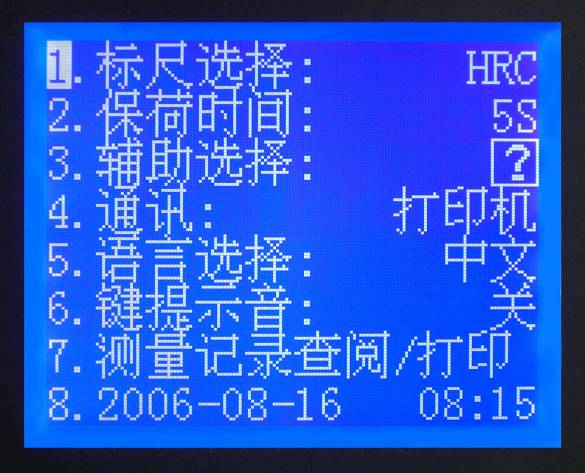 1.标尺选择: HRC
2.保荷时间: 5S
3.辅助选择: ?
4.通讯: 打印机
5.语言选择: 中文
6.键提示音: 关
7.测量记录查阅/打印
8.2006-08-16 08:15